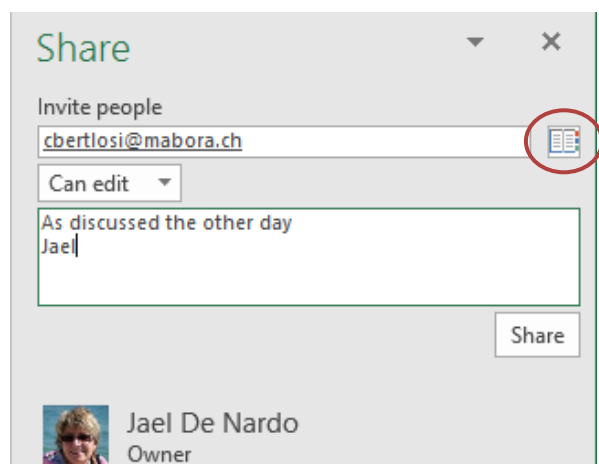 Share
Invite people
cbertlosi@mabora.ch
Can edit
As discussed the other day
Jael
Share
Jael De Nardo
Owner